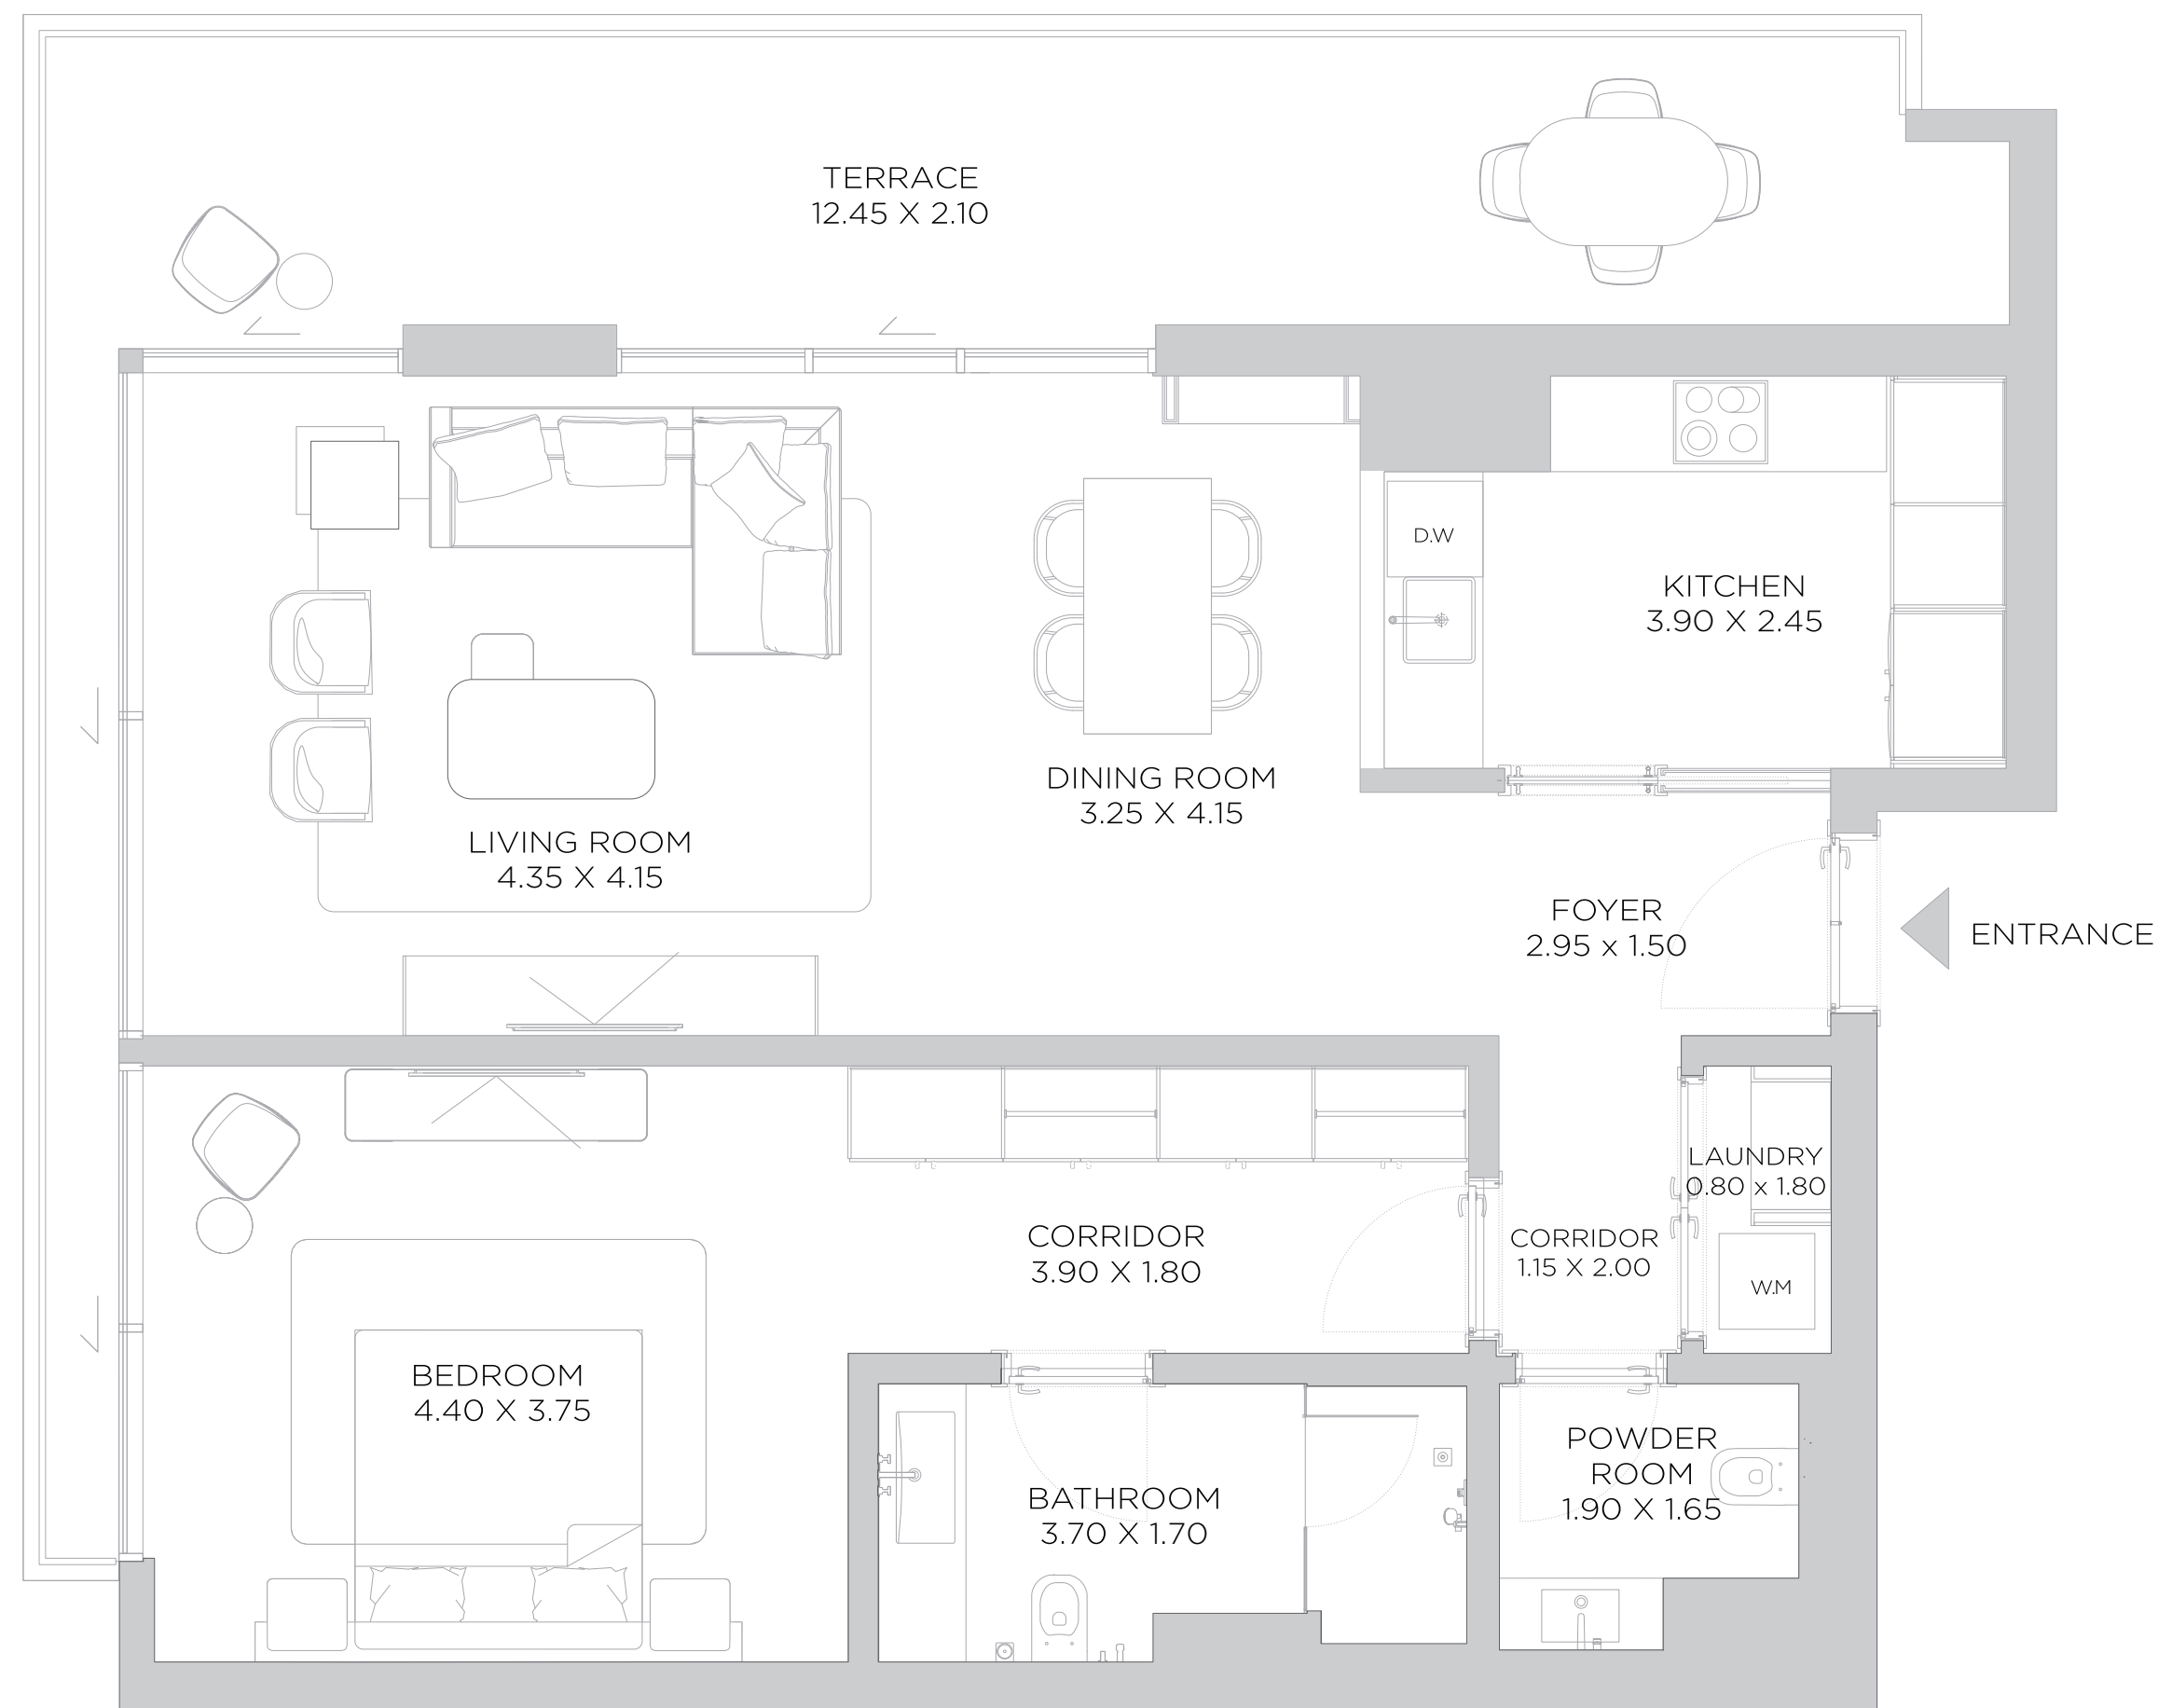 TERRACE
12.45 X 2.10
D.W
KITCHEN
3.90 X 2.45
DINING ROOM
3.25 X 4.15
LIVING ROOM
4.35 X 4.15
FOYER
2.95 x 1.50
ENTRANCE
LAUNDRY
0.80 x 1.80
CORRIDOR
3.90 X 1.80
CORRIDOR
1.15 X 2.00
W.M
BEDROOM
4.40 X 3.75
POWDER
ROOM
1.90 X 1.65
BATHROOM
3.70 X 1.70